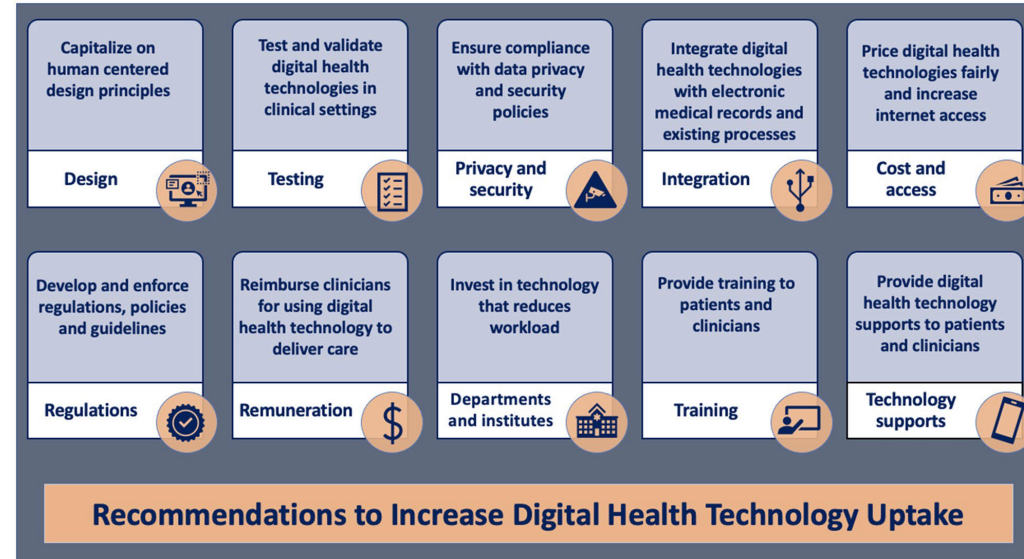 Capitalize on
human centered
design principles
Design
Test and validate
digital health
technologies in
clinical settings
Testing
Ensure compliance
with data privacy
and security
policies
Privacy and
security
Integrate digital
health technologies
with electronic
medical records and
existing processes
Integration
Price digital health
technologies fairly
and increase
internet access
Cost and
access
Develop and enforce
regulations, policies
and guidelines
Regulations
Reimburse clinicians
for using digital
health technology to
deliver care
Remuneration
Invest in technology
that reduces
workload
Departments
and institutes
Provide training to
patients and
clinicians
Training
Provide digital
health technology
supports to patients
and clinicians
Technology
supports
Recommendations to Increase Digital Health Technology Uptake